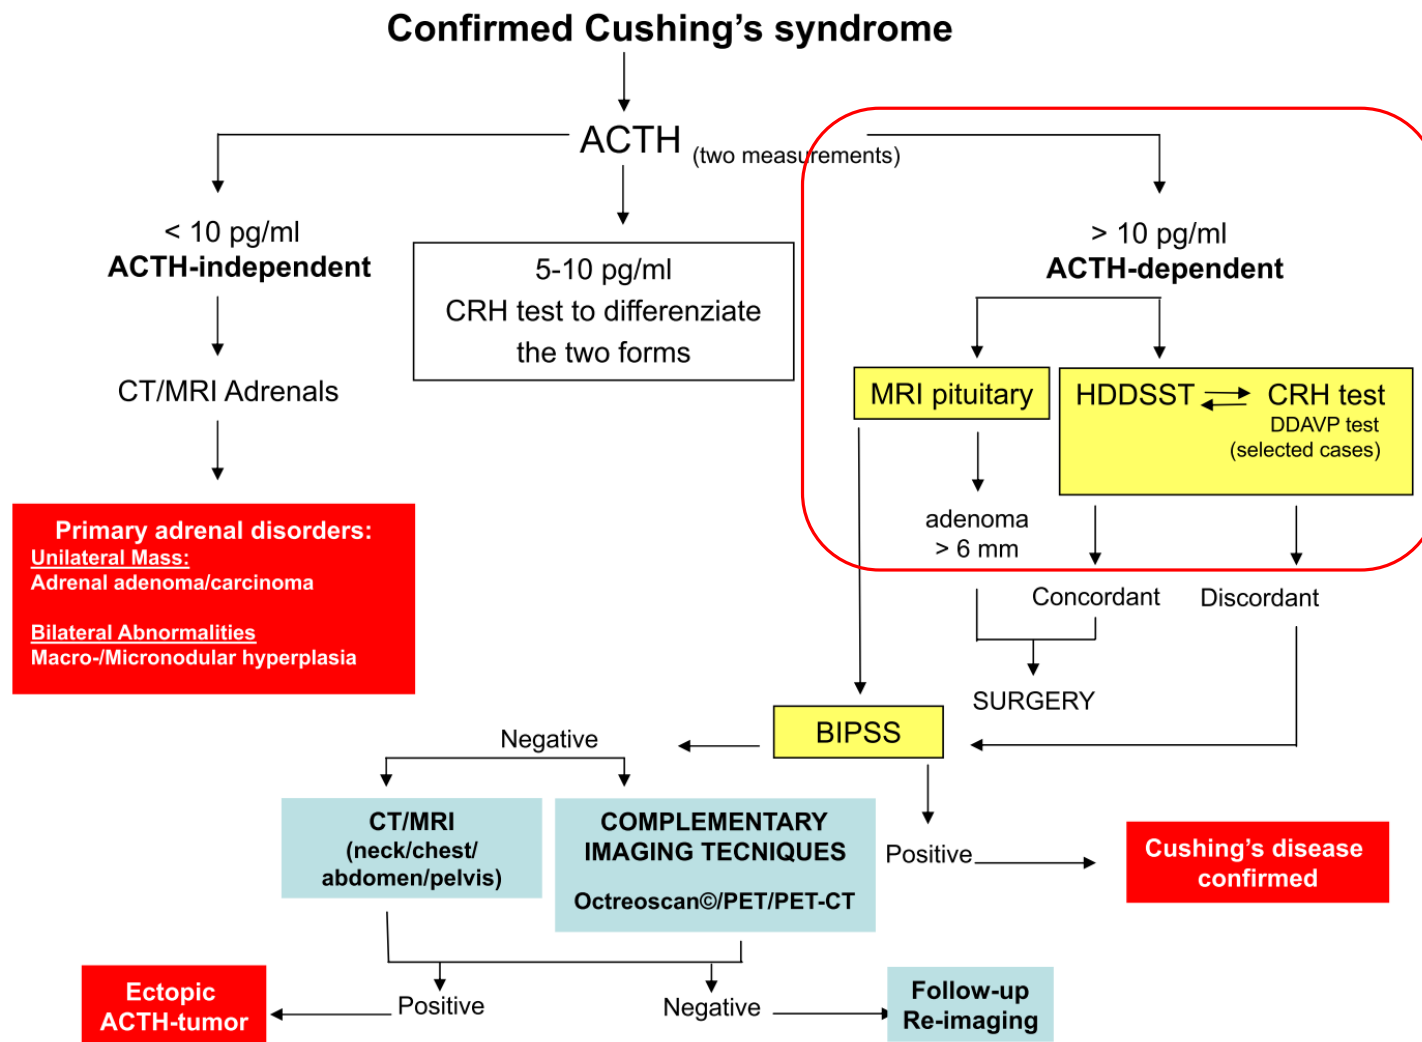 Confirmed Cushing's syndrome
ACTH (two measurements)
< 10 pg/ml
ACTH-independent
5-10 pg/ml
CRH test to differenziate
the two forms
> 10 pg/ml
ACTH-dependent
CT/MRI Adrenals
MRI pituitary
HDDSST
CRH test
DDAVP test
(selected cases)
Primary adrenal disorders:
Unilateral Mass:
Adrenal adenoma/carcinoma
Bilateral Abnormalities
Macro-/Micronodular hyperplasia
adenoma
> 6 mm
Concordant
Discordant
SURGERY
BIPSS
Negative
CT/MRI
(neck/chest/
abdomen/pelvis)
COMPLEMENTARY
IMAGING TECNIQUES
Octreoscan©/PET/PET-CT
Positive
Cushing's disease
confirmed
Ectopic
ACTH-tumor
Positive
Negative
Follow-up
Re-imaging